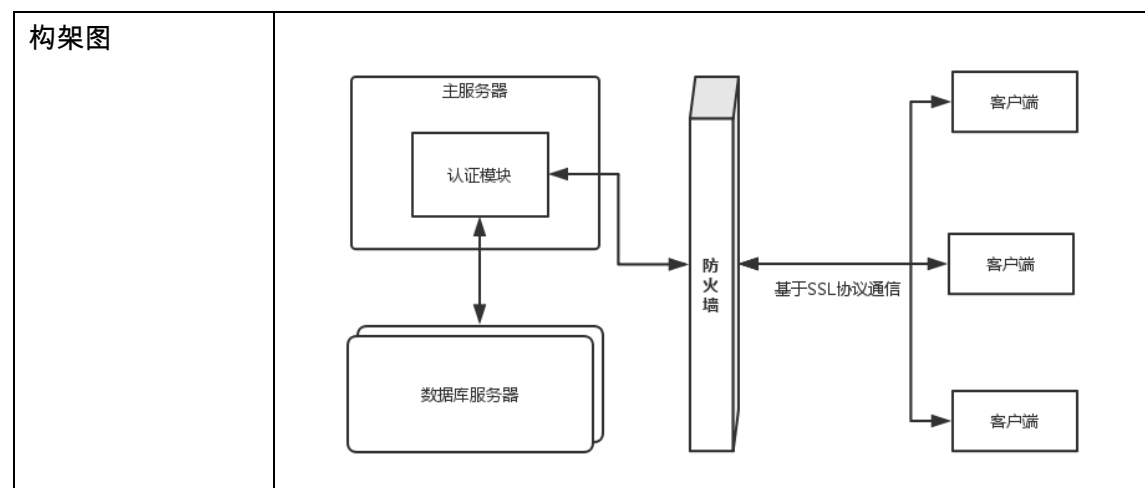 构架图
主服务器
认证模块
数据库服务器
防
火
墙
基于SSL协议通信
客户端
客户端
客户端